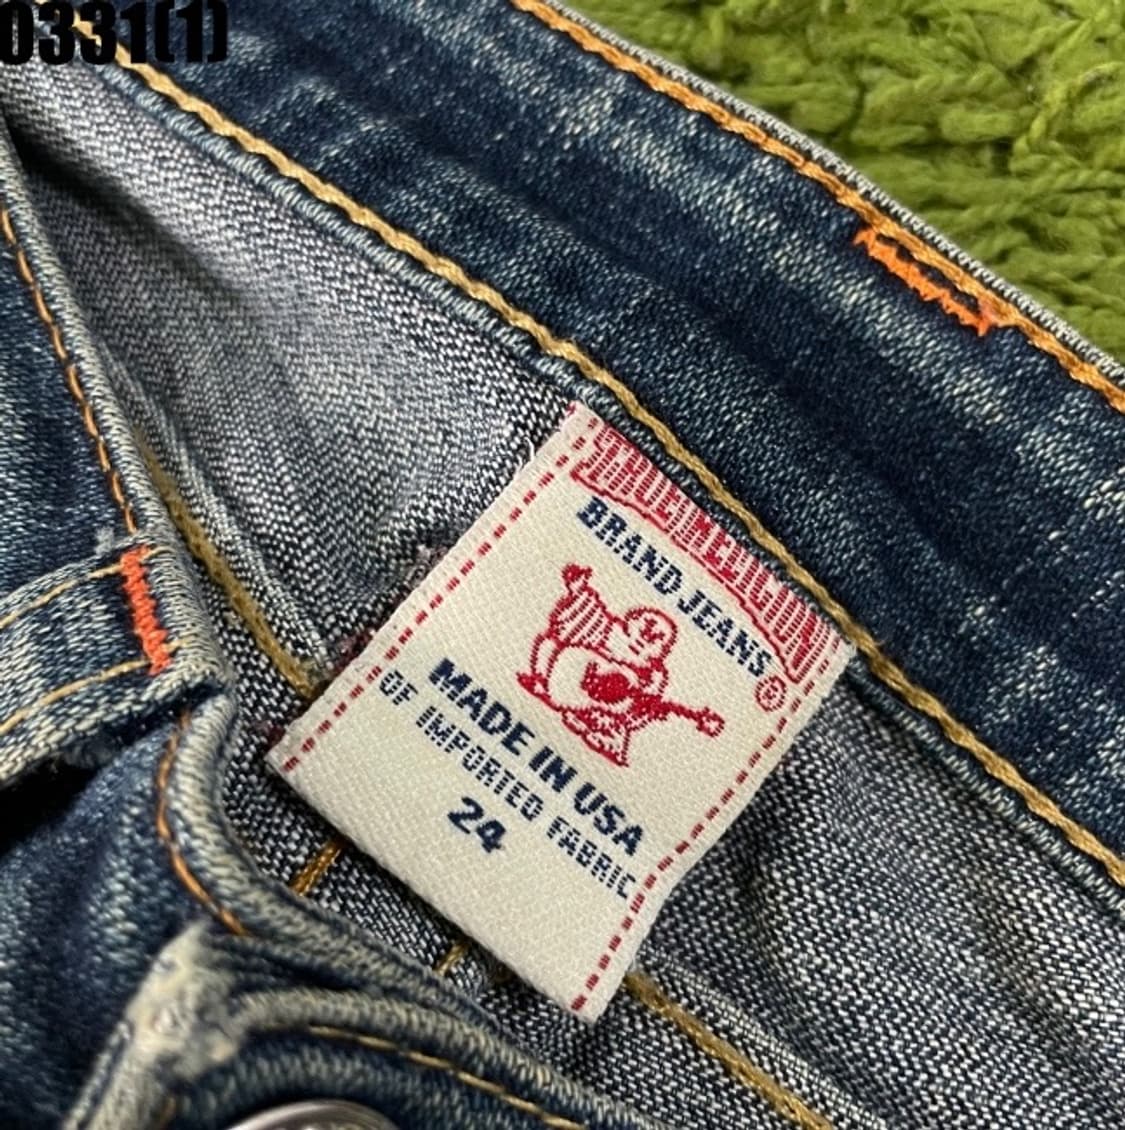 0331(1)
TRUE RELIGION
BRAND JEANS
®
MADE IN USA
OF IMPORTED FABRIC
24